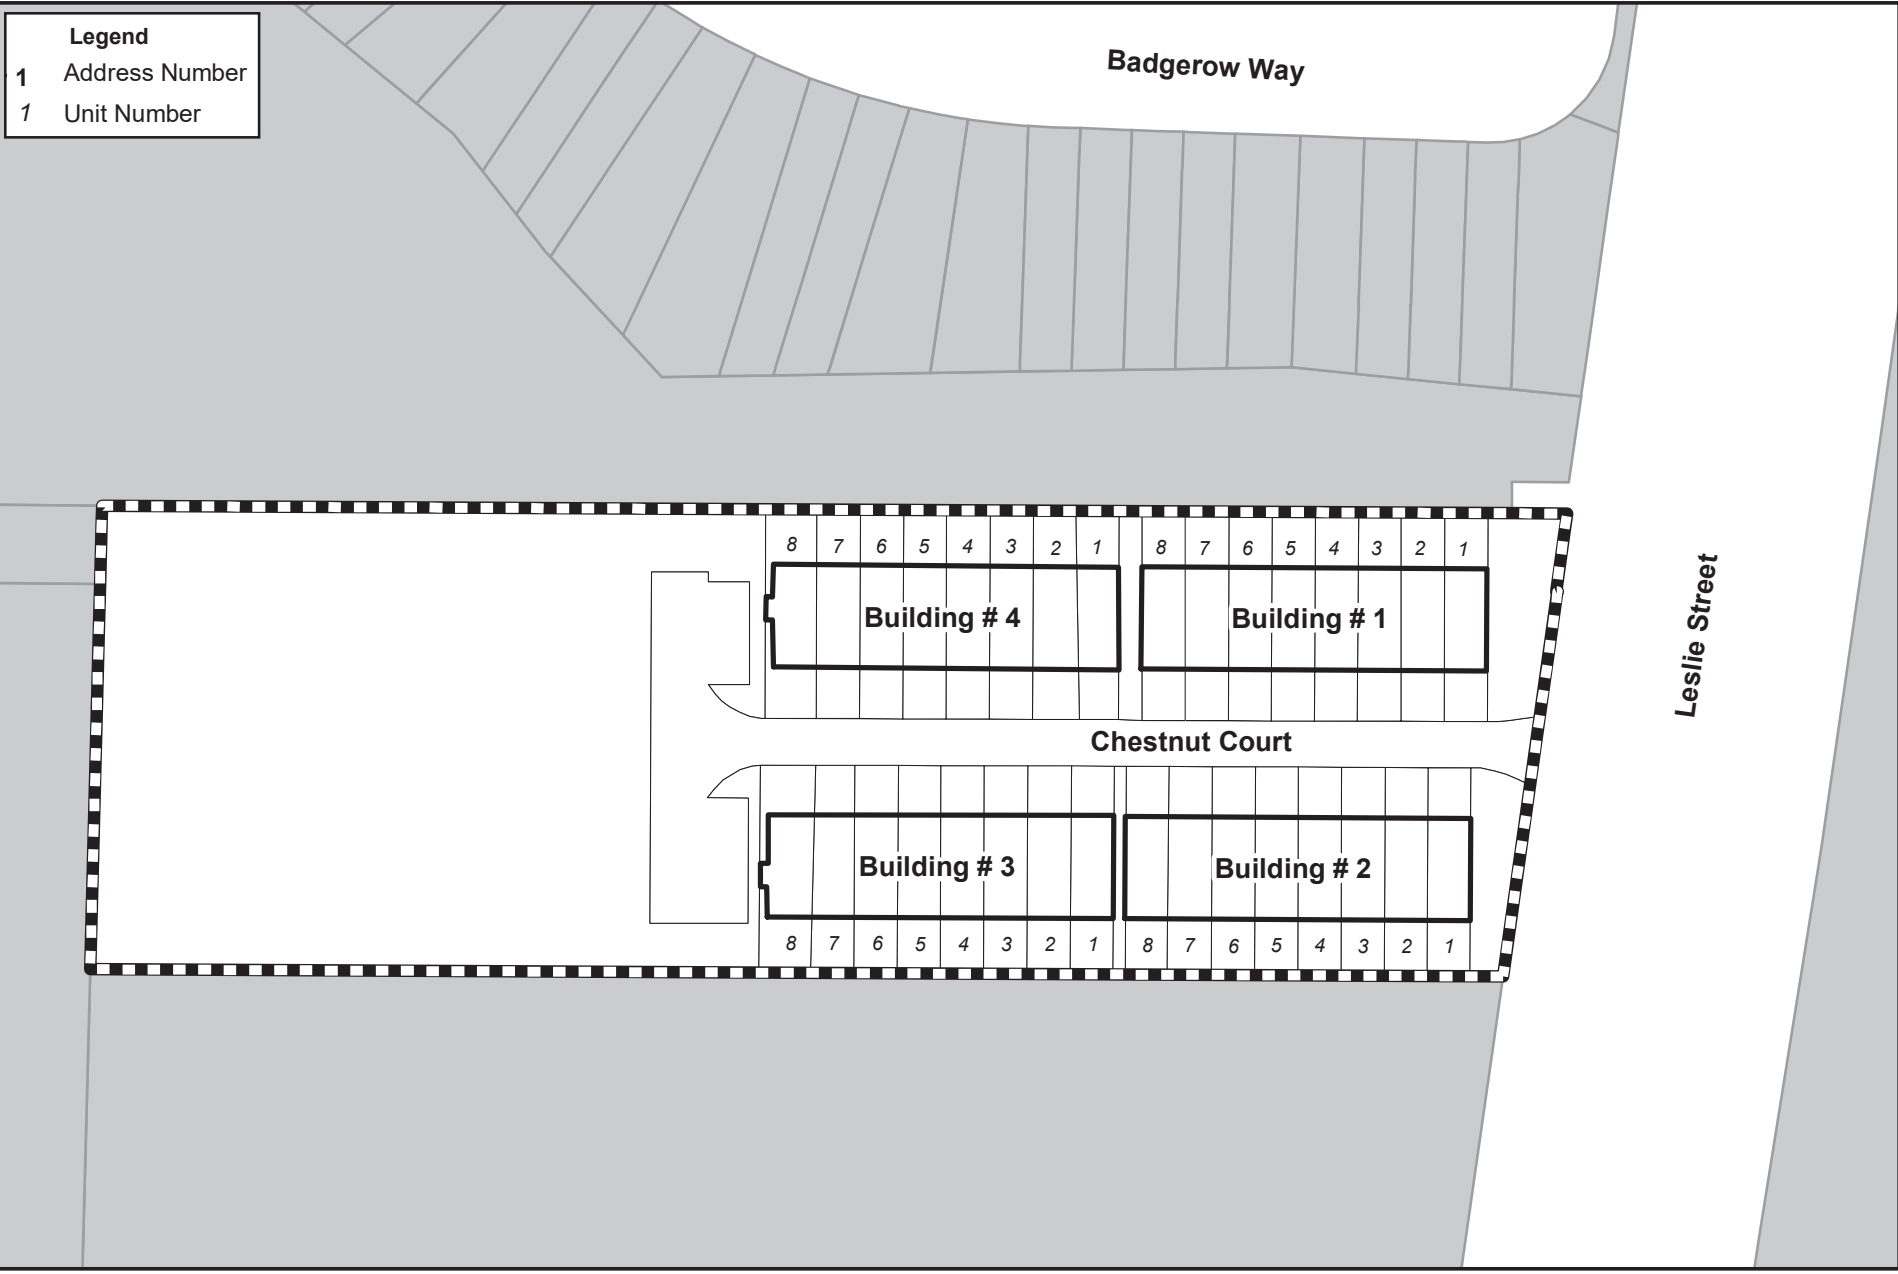 Legend
1 Address Number
1 Unit Number
Badgerow Way
Leslie Street
8 7 6 5 4 3 2 1 8 7 6 5 4 3 2 1
Building # 4 Building # 1
Chestnut Court
Building # 3 Building # 2
8 7 6 5 4 3 2 1 8 7 6 5 4 3 2 1